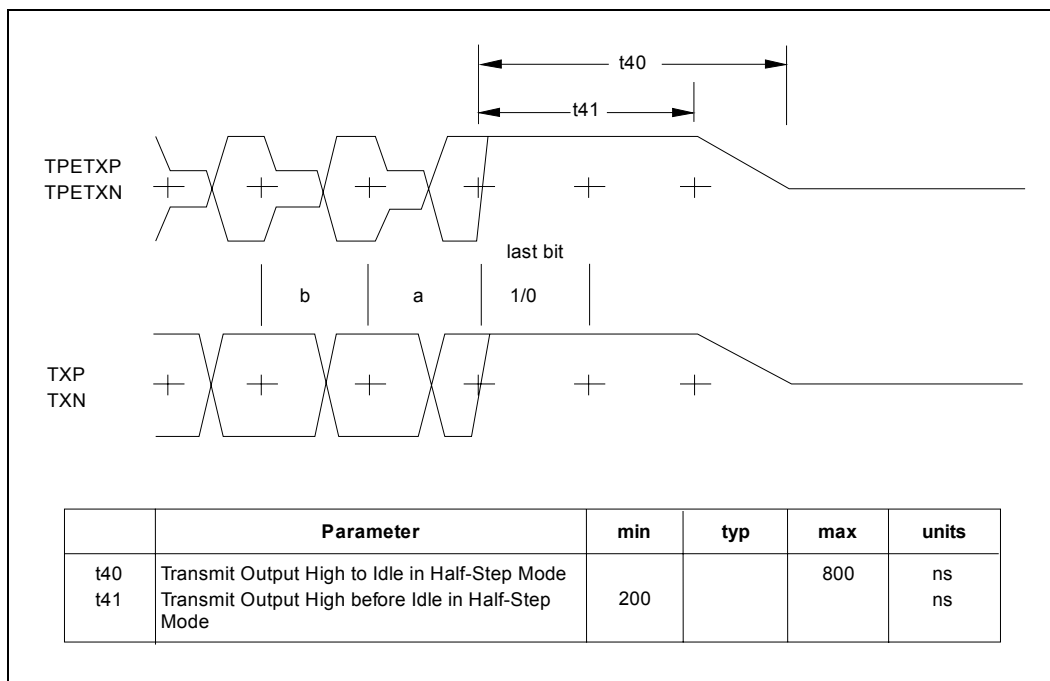 t40
t41
TPETXP
TPETXN
last bit
b a 1/0
TXP
TXN
Parameter min typ max units
t40 Transmit Output High to Idle in Half-Step Mode 800 ns
t41 Transmit Output High before Idle in Half-Step 200 ns
Mode